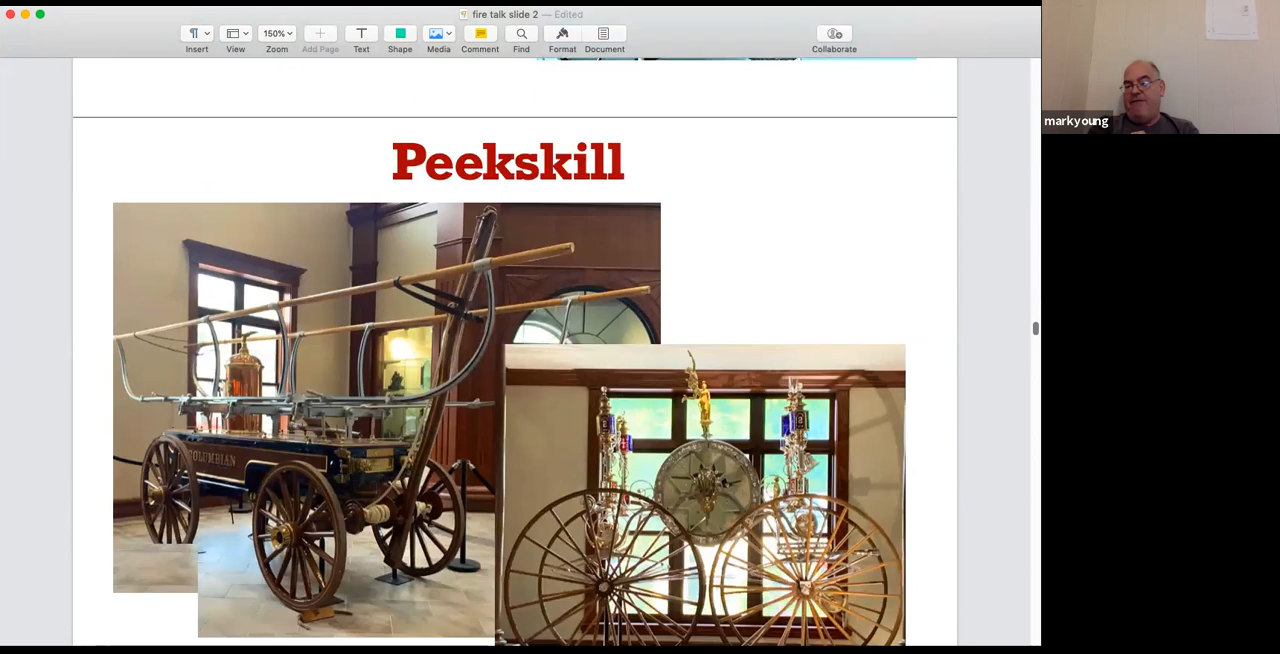 fire talk slide 2 — Edited
150%
Insert
View
Zoom
Add Page
Text
Shape
Media
Comment
Find
Format
Document
Collaborate
markyoung
Peekskill
COLUMBIAN